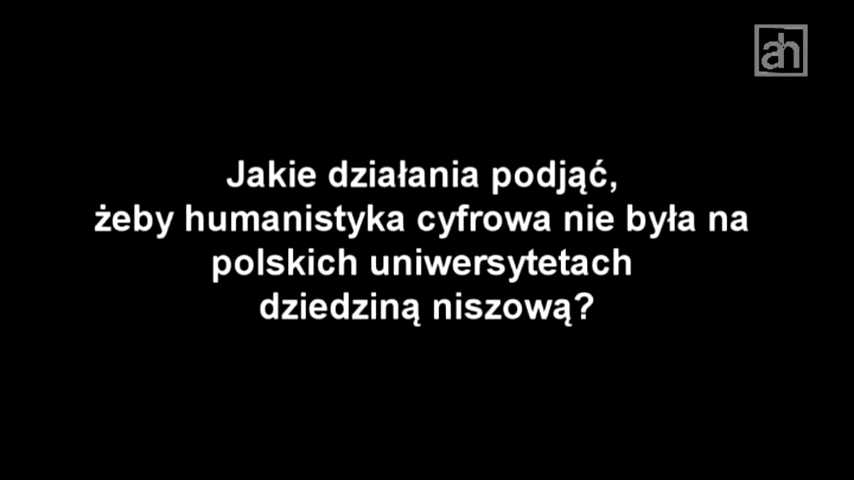 ah
Jakie działania podjąć,
żeby humanistyka cyfrowa nie była na
polskich uniwersytetach
dziedziną niszową?